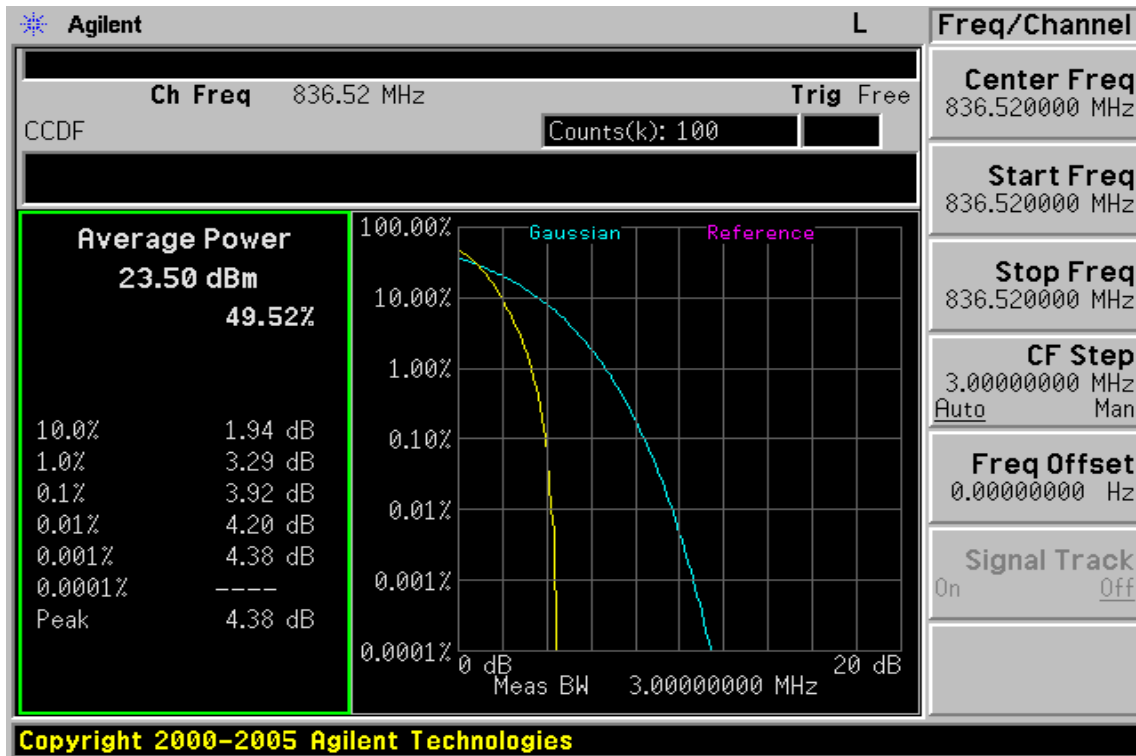 Agilent L
Ch Freq 836.52 MHz Trig Free
CCDF
Counts(k): 100
Average Power
23.50 dBm
49.52%
10.0% 1.94 dB
1.0% 3.29 dB
0.1% 3.92 dB
0.01% 4.20 dB
0.001% 4.38 dB
0.0001% ----
Peak 4.38 dB
Gaussian Reference
100.00%
10.00%
1.00%
0.10%
0.01%
0.001%
0.0001%
0 dB 20 dB
Meas BW 3.00000000 MHz
Freq/Channel
Center Freq
836.520000 MHz
Start Freq
836.520000 MHz
Stop Freq
836.520000 MHz
CF Step
3.00000000 MHz
Auto Man
Freq Offset
0.00000000 Hz
Signal Track
On Off
Copyright 2000-2005 Agilent Technologies